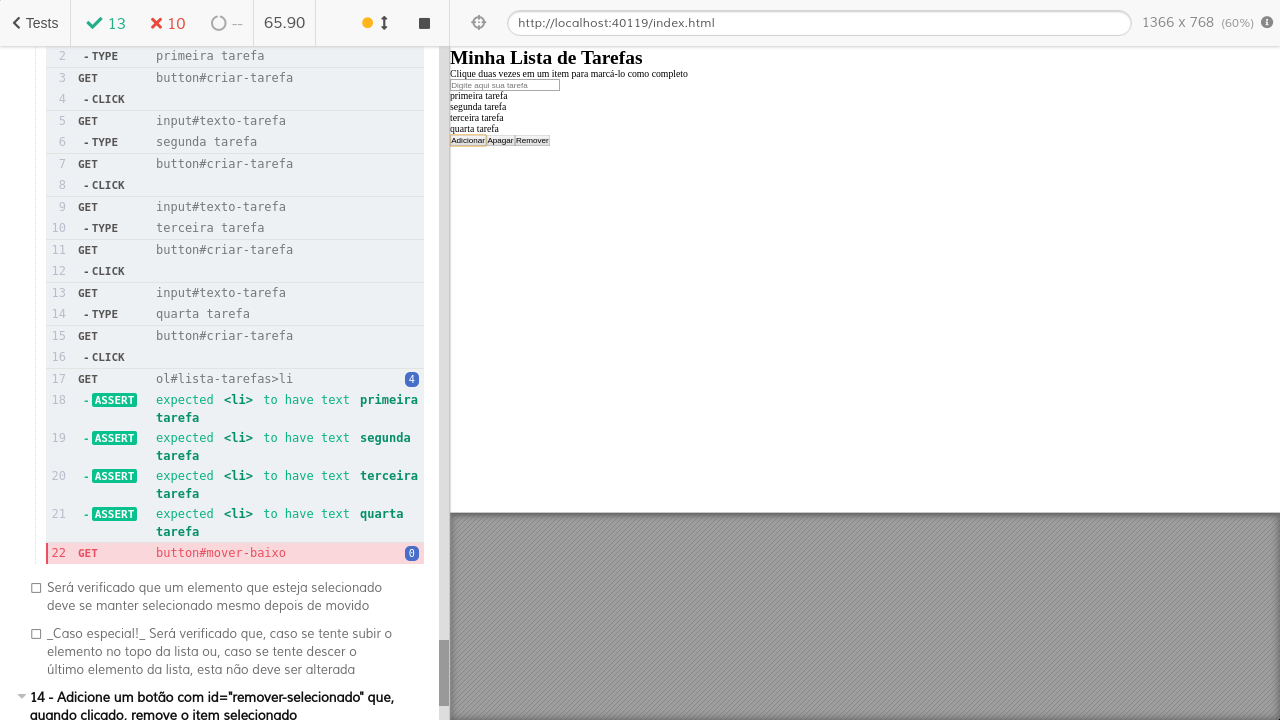 Tests
13
10
--
65.90
http://localhost:40119/index.html
1366 x 768 (60%)
2 - TYPE primeira tarefa
3 GET button#criar-tarefa
4 - CLICK
5 GET input#texto-tarefa
6 - TYPE segunda tarefa
7 GET button#criar-tarefa
8 - CLICK
9 GET input#texto-tarefa
10 - TYPE terceira tarefa
11 GET button#criar-tarefa
12 - CLICK
13 GET input#texto-tarefa
14 - TYPE quarta tarefa
15 GET button#criar-tarefa
16 - CLICK
17 GET ol#lista-tarefas>li 4
18 - ASSERT expected <li> to have text primeira
tarefa
19 - ASSERT expected <li> to have text segunda
tarefa
20 - ASSERT expected <li> to have text terceira
tarefa
21 - ASSERT expected <li> to have text quarta
tarefa
22 GET button#mover-baixo 0
Será verificado que um elemento que esteja selecionado
deve se manter selecionado mesmo depois de movido
_Caso especial!_ Será verificado que, caso se tente subir o
elemento no topo da lista ou, caso se tente descer o
último elemento da lista, esta não deve ser alterada
14 - Adicione um botão com id="remover-selecionado" que,
quando clicado, remove o item selecionado
Minha Lista de Tarefas
Clique duas vezes em um item para marcá-lo como completo
Digite aqui sua tarefa
primeira tarefa
segunda tarefa
terceira tarefa
quarta tarefa
Adicionar Apagar Remover